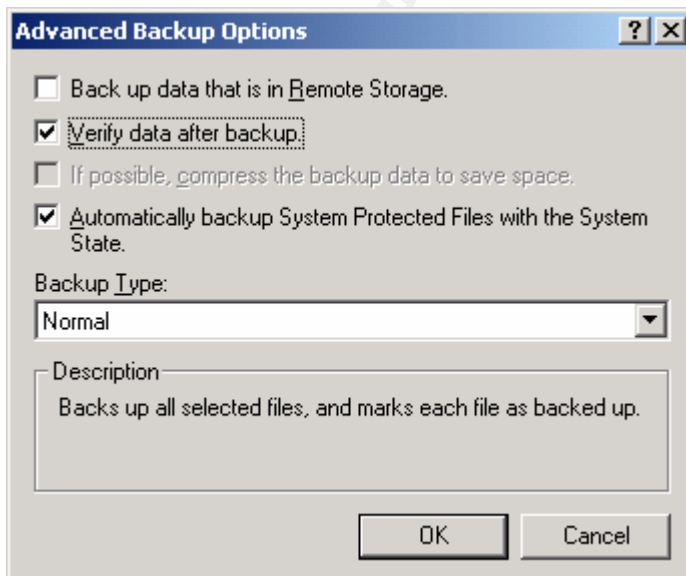 Advanced Backup Options
Back up data that is in Remote Storage.
Verify data after backup.
If possible, compress the backup data to save space.
Automatically backup System Protected Files with the System
State.
Backup Type:
Normal
Description
Backs up all selected files, and marks each file as backed up.
OK
Cancel